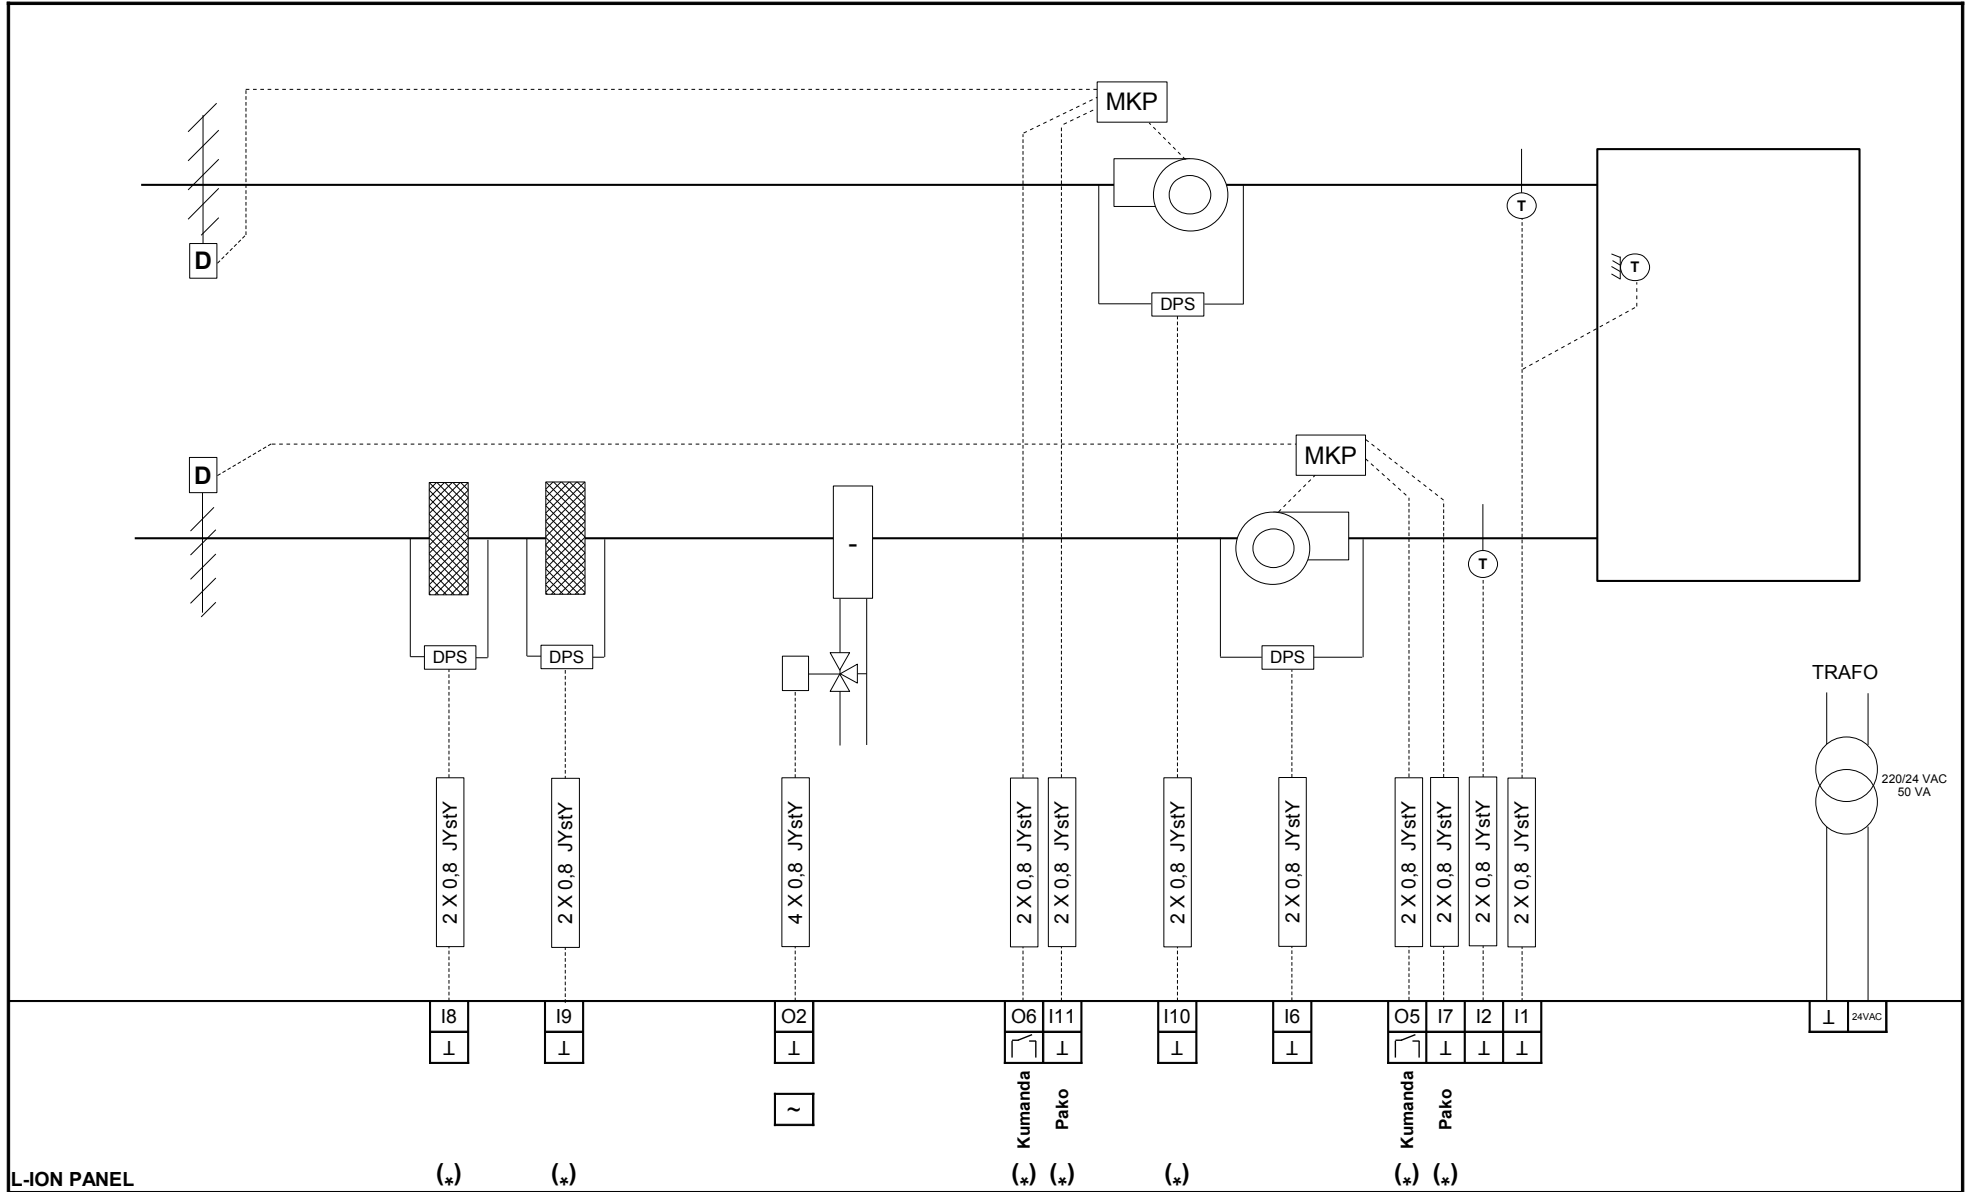 MKP
D
T
T
DPS
MKP
D
-
T
DPS
DPS
DPS
TRAFO
220/24 VAC
50 VA
2 X 0,8 JYstY
2 X 0,8 JYstY
4 X 0,8 JYstY
2 X 0,8 JYstY
2 X 0,8 JYstY
2 X 0,8 JYstY
2 X 0,8 JYstY
2 X 0,8 JYstY
2 X 0,8 JYstY
2 X 0,8 JYstY
2 X 0,8 JYstY
I8 I9 O2 O6 I11 I10 I6 O5 I7 I2 I1 ⊥ 24VAC
⊥ ⊥ ⊥ ⊥ ⊥ ⊥ ⊥ ⊥ ⊥
~
Kumanda
Pako
Kumanda
Pako
(*) (*) (*) (*) (*) (*) (*)
L-ION PANEL